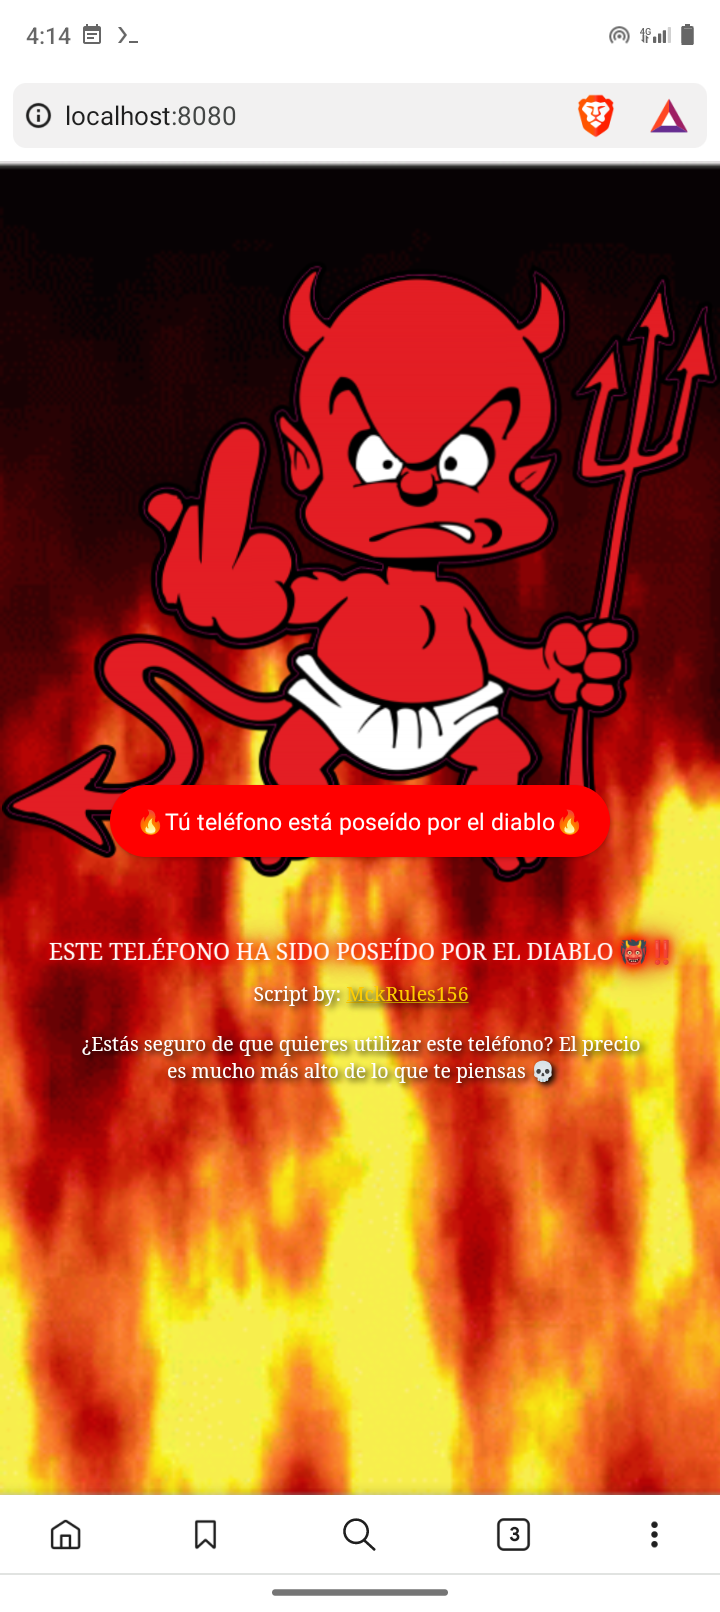 4:14
4G
localhost:8080
🔥Tú teléfono está poseído por el diablo🔥
ESTE TELÉFONO HA SIDO POSEÍDO POR EL DIABLO 👹‼️
Script by: MckRules156
¿Estás seguro de que quieres utilizar este teléfono? El precio
es mucho más alto de lo que te piensas 💀
3